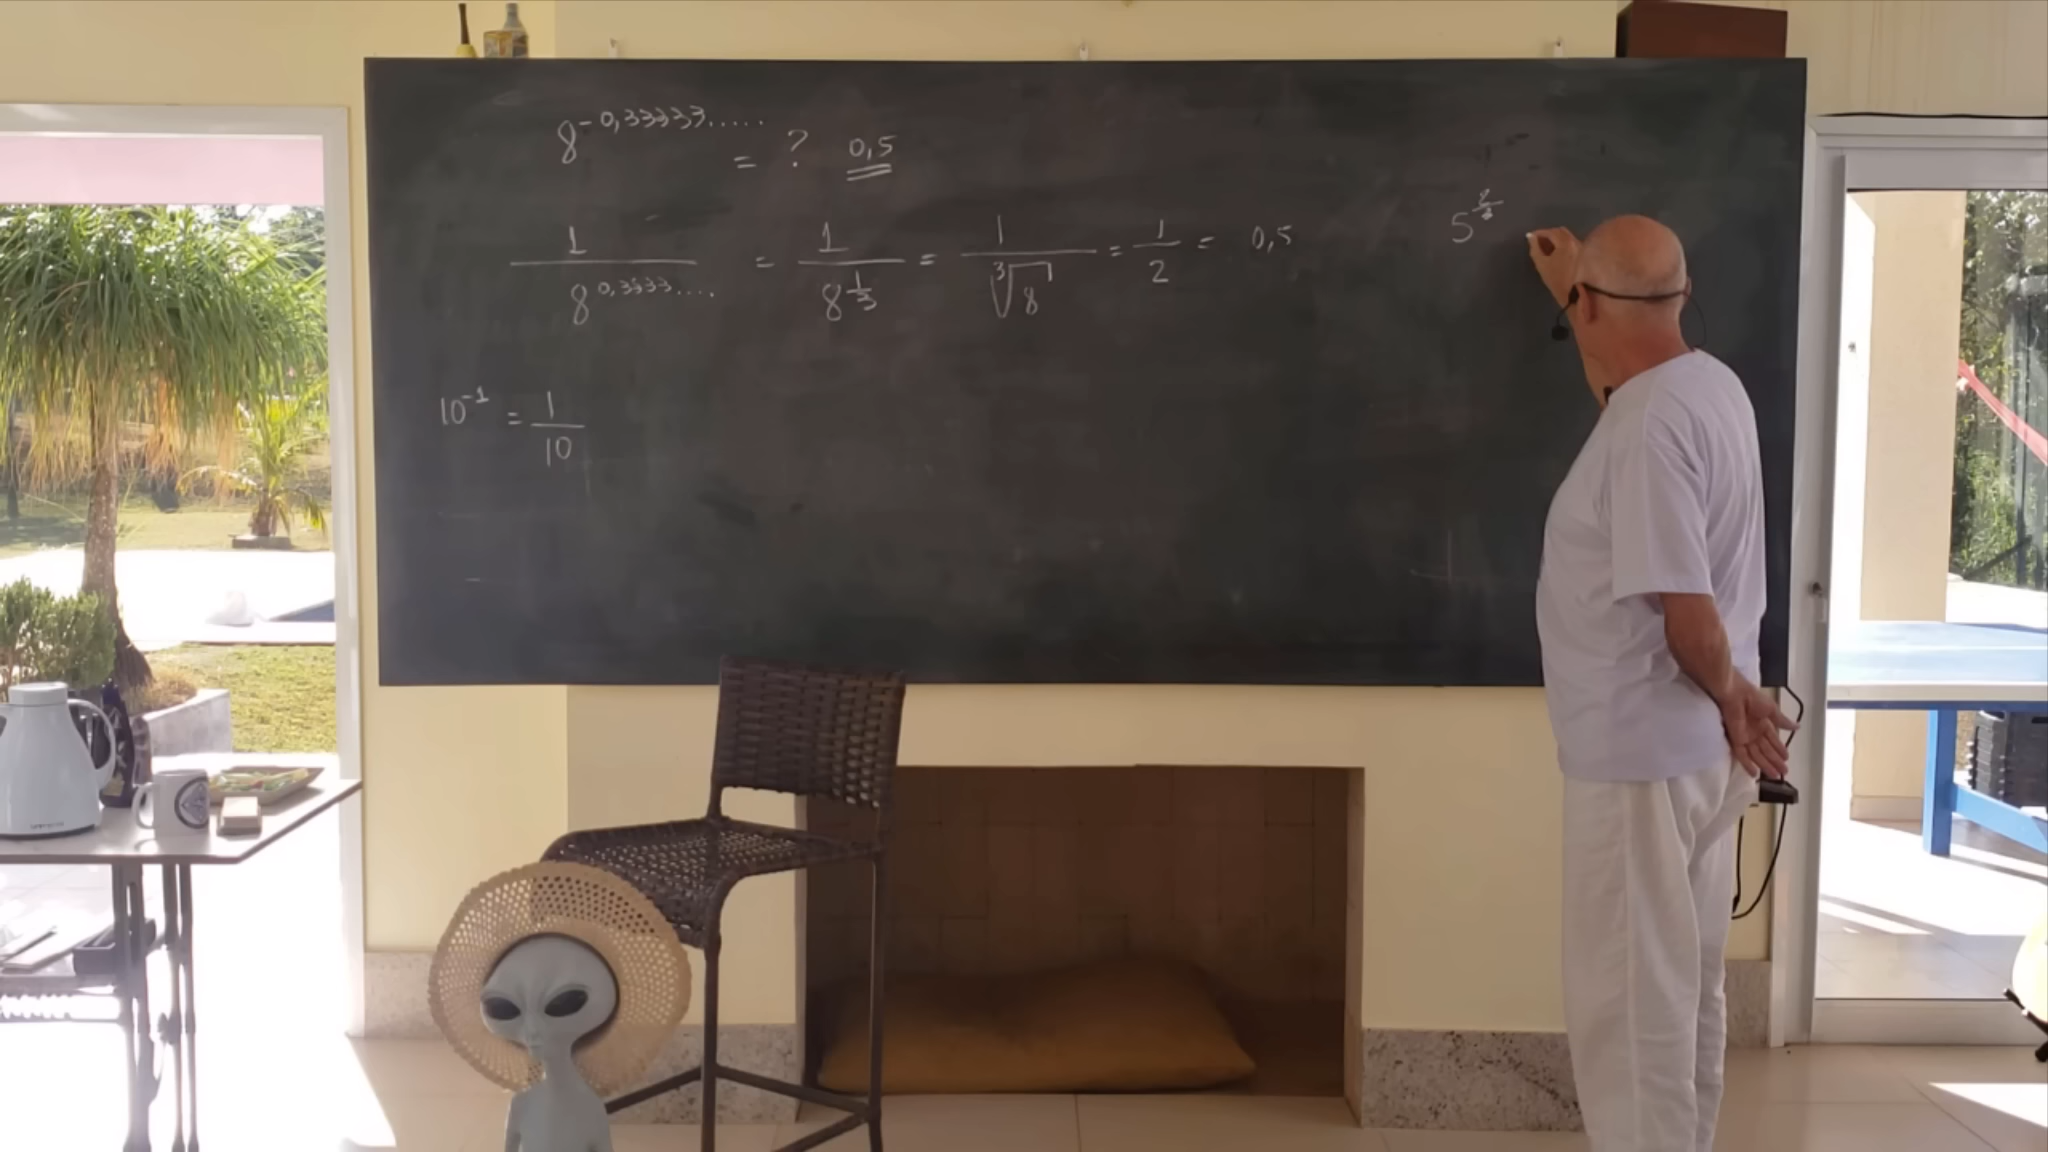 8^-0,33333..... = ? 0,5
1/8^0,3333.... = 1/8^1/3 = 1/∛8 = 1/2 = 0,5
5^2/3
10^-1 = 1/10